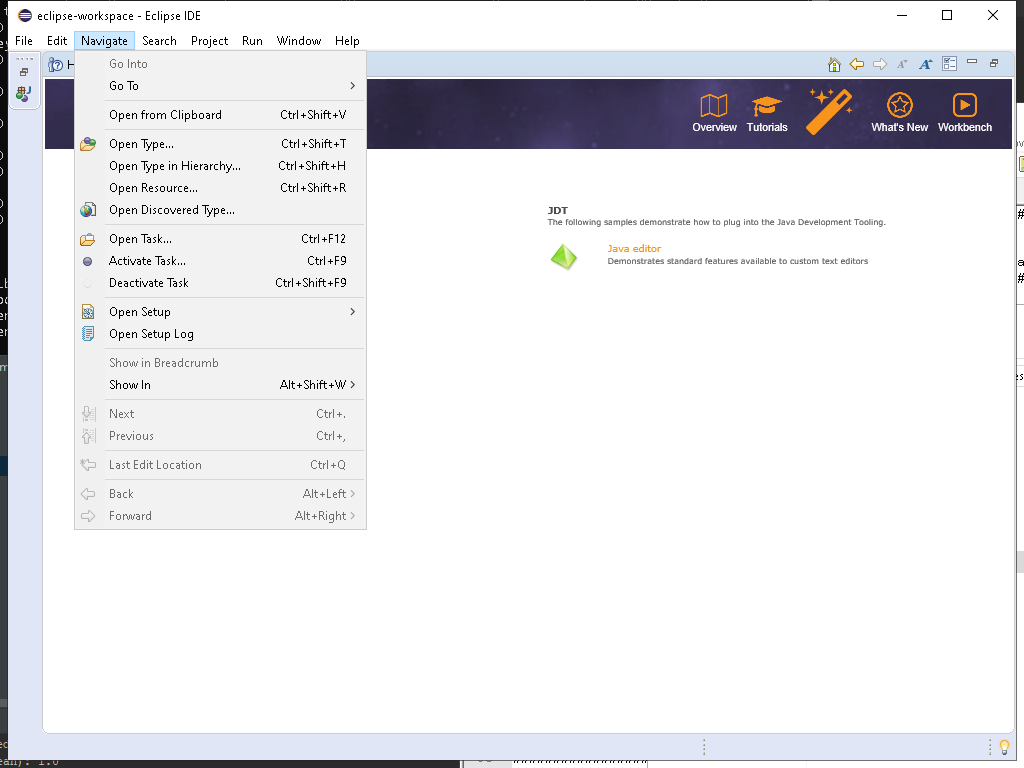 eclipse-workspace - Eclipse IDE
File Edit Navigate Search Project Run Window Help
Go Into
Go To
Open from Clipboard Ctrl+Shift+V
Open Type... Ctrl+Shift+T
Open Type in Hierarchy... Ctrl+Shift+H
Open Resource... Ctrl+Shift+R
Open Discovered Type...
Open Task... Ctrl+F12
Activate Task... Ctrl+F9
Deactivate Task Ctrl+Shift+F9
Open Setup
Open Setup Log
Show in Breadcrumb
Show In Alt+Shift+W
Next Ctrl+.
Previous Ctrl+,
Last Edit Location Ctrl+Q
Back Alt+Left
Forward Alt+Right
Overview Tutorials What's New Workbench
JDT
The following samples demonstrate how to plug into the Java Development Tooling.
Java editor
Demonstrates standard features available to custom text editors